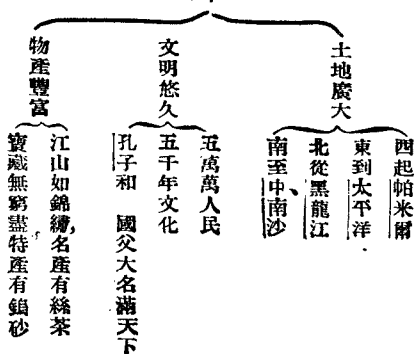 土地廣大
西起帕米爾
東到太平洋
北從黑龍江
南至中、南沙
文明悠久
五萬萬人民
五千年文化
孔子和 國父大名滿天下
物產豐富
江山如錦繡，名產有絲茶
寶藏無窮盡特產有鎢砂